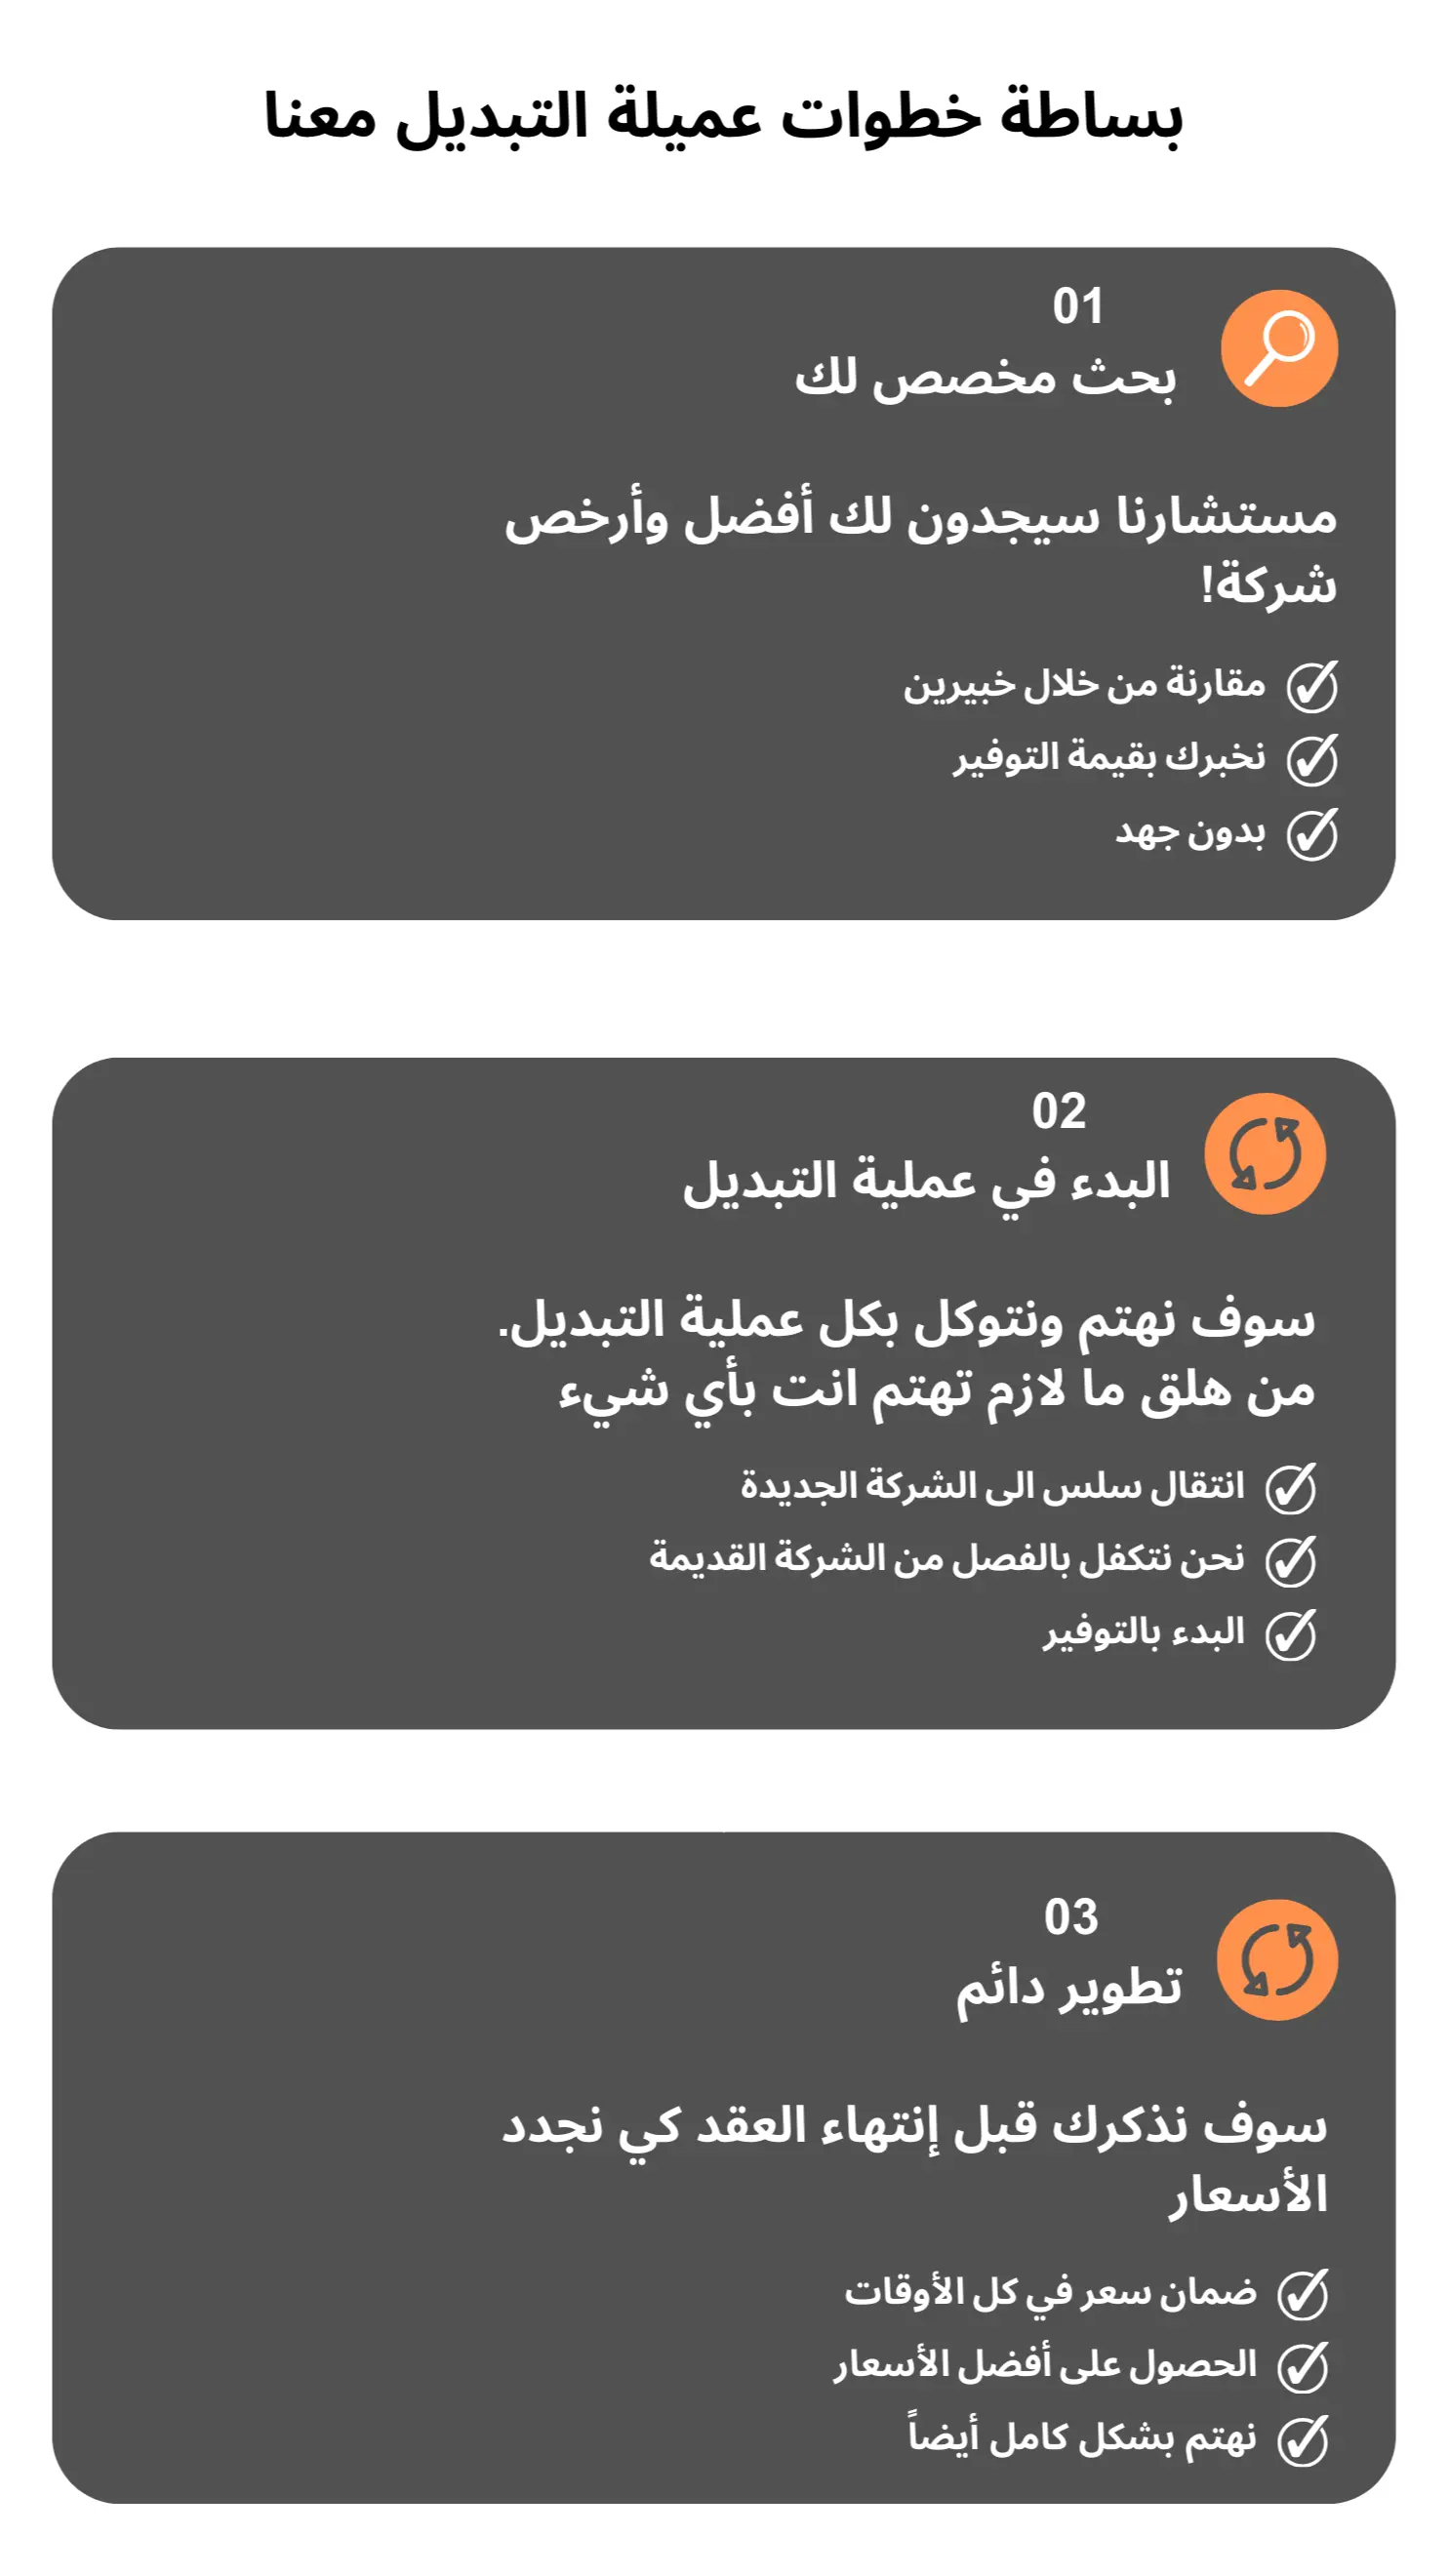 بساطة خطوات عميلة التبديل معنا
01
بحث مخصص لك
مستشارنا سيجدون لك أفضل وأرخص
شركة!
مقارنة من خلال خبيرين
نخبرك بقيمة التوفير
بدون جهد
02
البدء في عملية التبديل
سوف نهتم ونتوكل بكل عملية التبديل.
من هلق ما لازم تهتم انت بأي شيء
انتقال سلس الى الشركة الجديدة
نحن نتكفل بالفصل من الشركة القديمة
البدء بالتوفير
03
تطوير دائم
سوف نذكرك قبل إنتهاء العقد كي نجدد
الأسعار
ضمان سعر في كل الأوقات
الحصول على أفضل الأسعار
نهتم بشكل كامل أيضاً